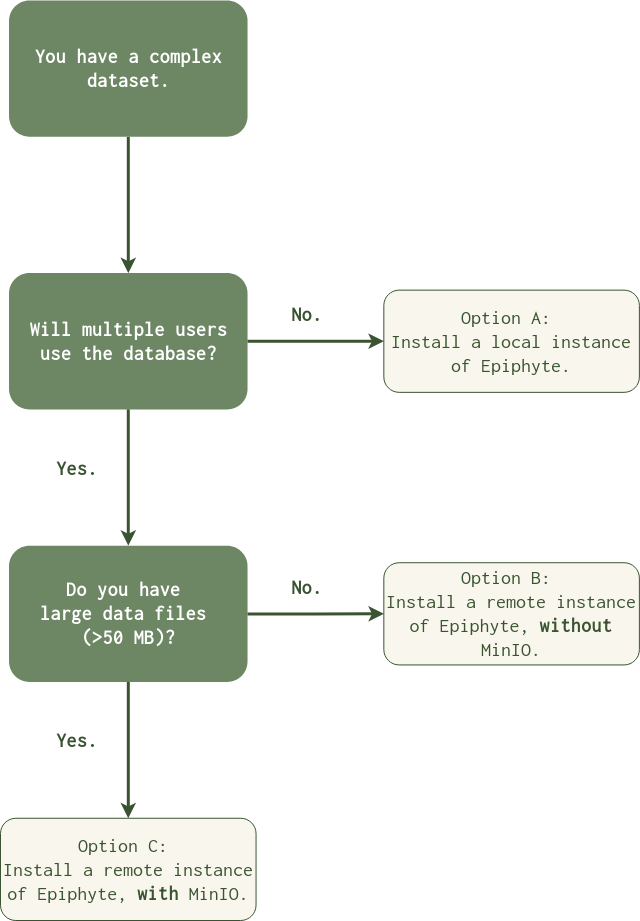 You have a complex
dataset.
Will multiple users
use the database?
No.
Option A:
Install a local instance
of Epiphyte.
Yes.
Do you have
large data files
(>50 MB)?
No.
Option B:
Install a remote instance
of Epiphyte, without
MinIO.
Yes.
Option C:
Install a remote instance
of Epiphyte, with MinIO.